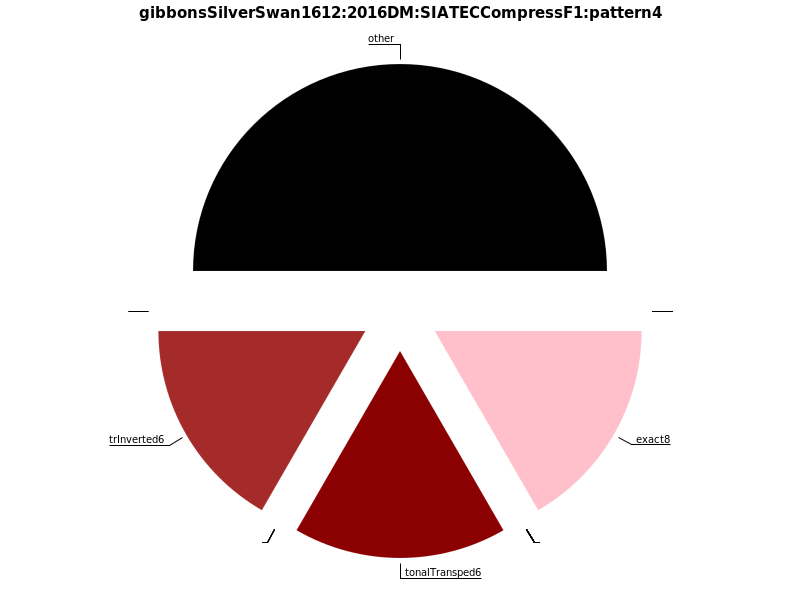 gibbonsSilverSwan1612:2016DM:SIATECCompressF1:pattern4
other
trInverted6
exact8
tonalTransped6